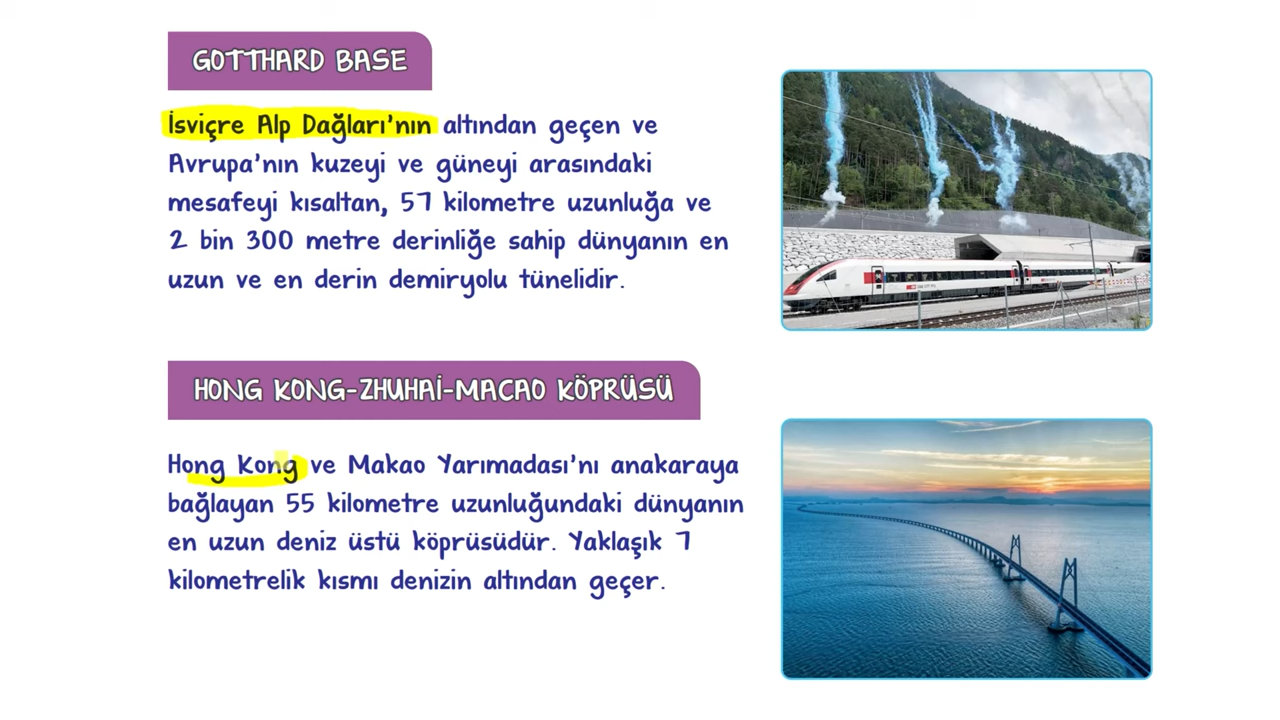 GOTTHARD BASE
İsviçre Alp Dağları'nın altından geçen ve
Avrupa'nın kuzeyi ve güneyi arasındaki
mesafeyi kısaltan, 57 kilometre uzunluğa ve
2 bin 300 metre derinliğe sahip dünyanın en
uzun ve en derin demiryolu tünelidir.
HONG KONG-ZHUHAİ-MACAO KÖPRÜSÜ
Hong Kong ve Makao Yarımadası'nı anakaraya
bağlayan 55 kilometre uzunluğundaki dünyanın
en uzun deniz üstü köprüsüdür. Yaklaşık 7
kilometrelik kısmı denizin altından geçer.